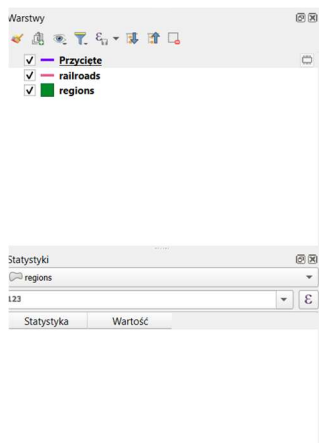 Warstwy
Przycięte
railroads
regions
Statystyki
regions
123
ε
Statystyka Wartość